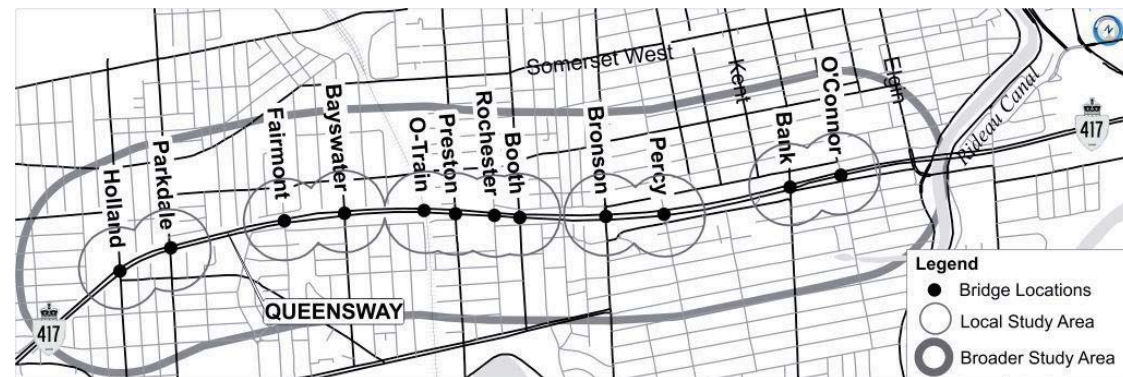 Somerset West
Kent
O'Connor
Elgin
Rideau Canal
417
Holland
Parkdale
Fairmont
Bayswater
O-Train
Preston
Rochester
Booth
Bronson
Percy
Bank
QUEENSWAY
417
Legend
Bridge Locations
Local Study Area
Broader Study Area
N